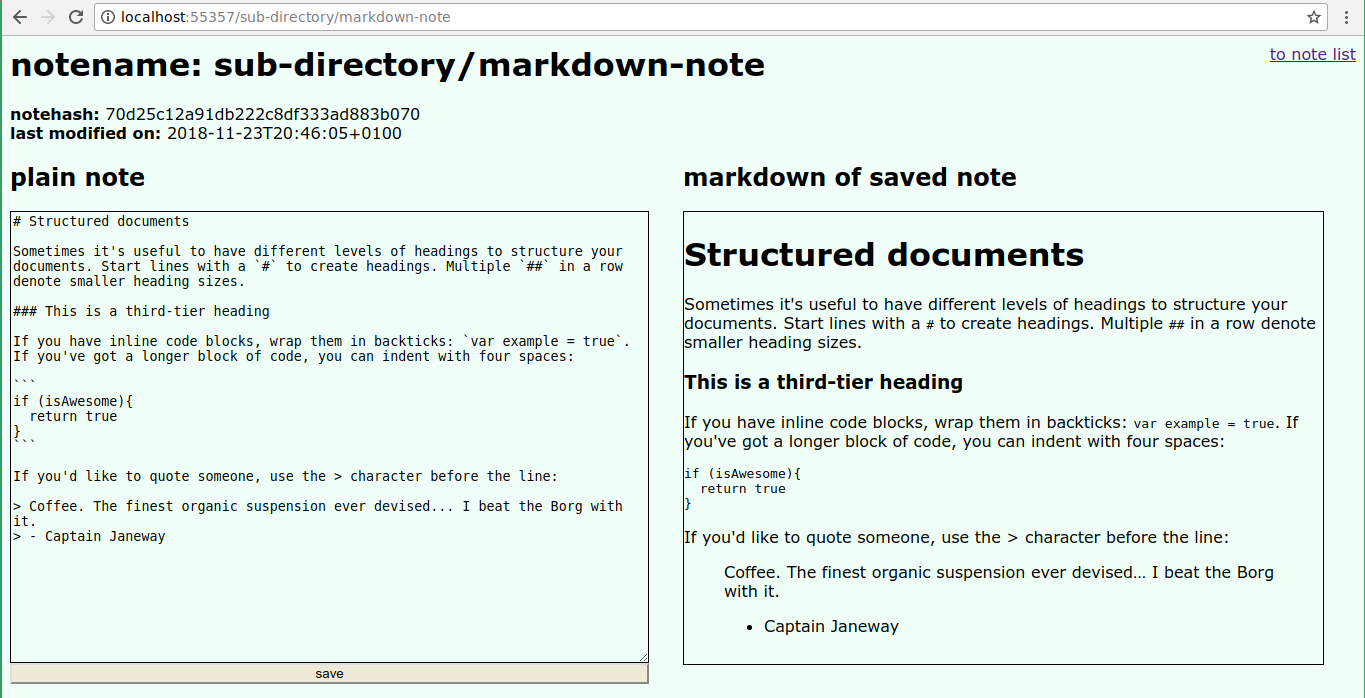 localhost:55357/sub-directory/markdown-note
notename: sub-directory/markdown-note
to note list
notehash: 70d25c12a91db222c8df333ad883b070
last modified on: 2018-11-23T20:46:05+0100
plain note
# Structured documents
Sometimes it's useful to have different levels of headings to structure your
documents. Start lines with a `#` to create headings. Multiple `##` in a row
denote smaller heading sizes.
### This is a third-tier heading
If you have inline code blocks, wrap them in backticks: `var example = true`.
If you've got a longer block of code, you can indent with four spaces:
```
if (isAwesome){
  return true
}
```
If you'd like to quote someone, use the > character before the line:
> Coffee. The finest organic suspension ever devised... I beat the Borg with
it.
> - Captain Janeway
save
markdown of saved note
Structured documents
Sometimes it's useful to have different levels of headings to structure your
documents. Start lines with a # to create headings. Multiple ## in a row denote
smaller heading sizes.
This is a third-tier heading
If you have inline code blocks, wrap them in backticks: var example = true. If
you've got a longer block of code, you can indent with four spaces:
if (isAwesome){
  return true
}
If you'd like to quote someone, use the > character before the line:
Coffee. The finest organic suspension ever devised… I beat the Borg
with it.
• Captain Janeway